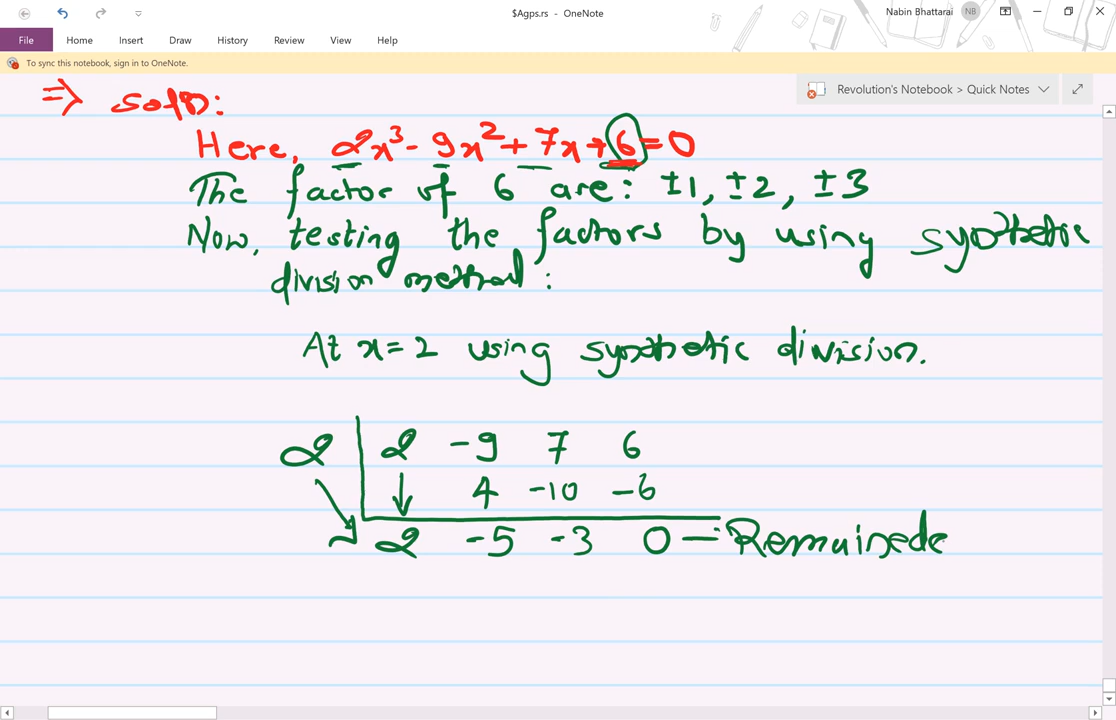 $Agps.rs - OneNote
Nabin Bhattarai NB
File Home Insert Draw History Review View Help
To sync this notebook, sign in to OneNote.
Revolution's Notebook > Quick Notes
⇒ Soln:
Here, 2x³ - 9x² + 7x + 6 = 0
The factor of 6 are: ±1, ±2, ±3
Now, testing the factors by using synthetic
division method:
At x = 2 using synthetic division.
2 | 2 -9 7 6
↓ 4 -10 -6
2 -5 -3 0 — Remainede